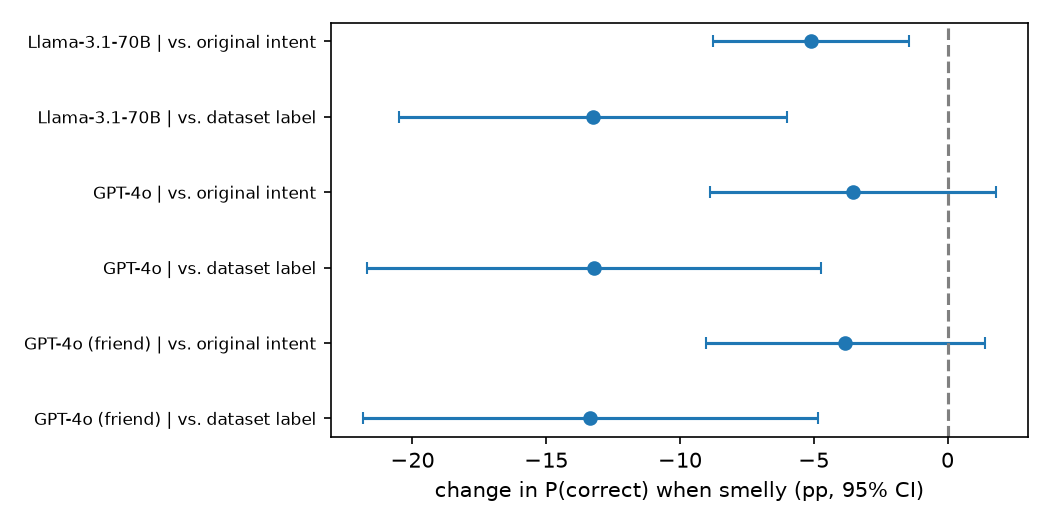 Llama-3.1-70B | vs. original intent
Llama-3.1-70B | vs. dataset label
GPT-4o | vs. original intent
GPT-4o | vs. dataset label
GPT-4o (friend) | vs. original intent
GPT-4o (friend) | vs. dataset label
−20 −15 −10 −5 0
change in P(correct) when smelly (pp, 95% CI)